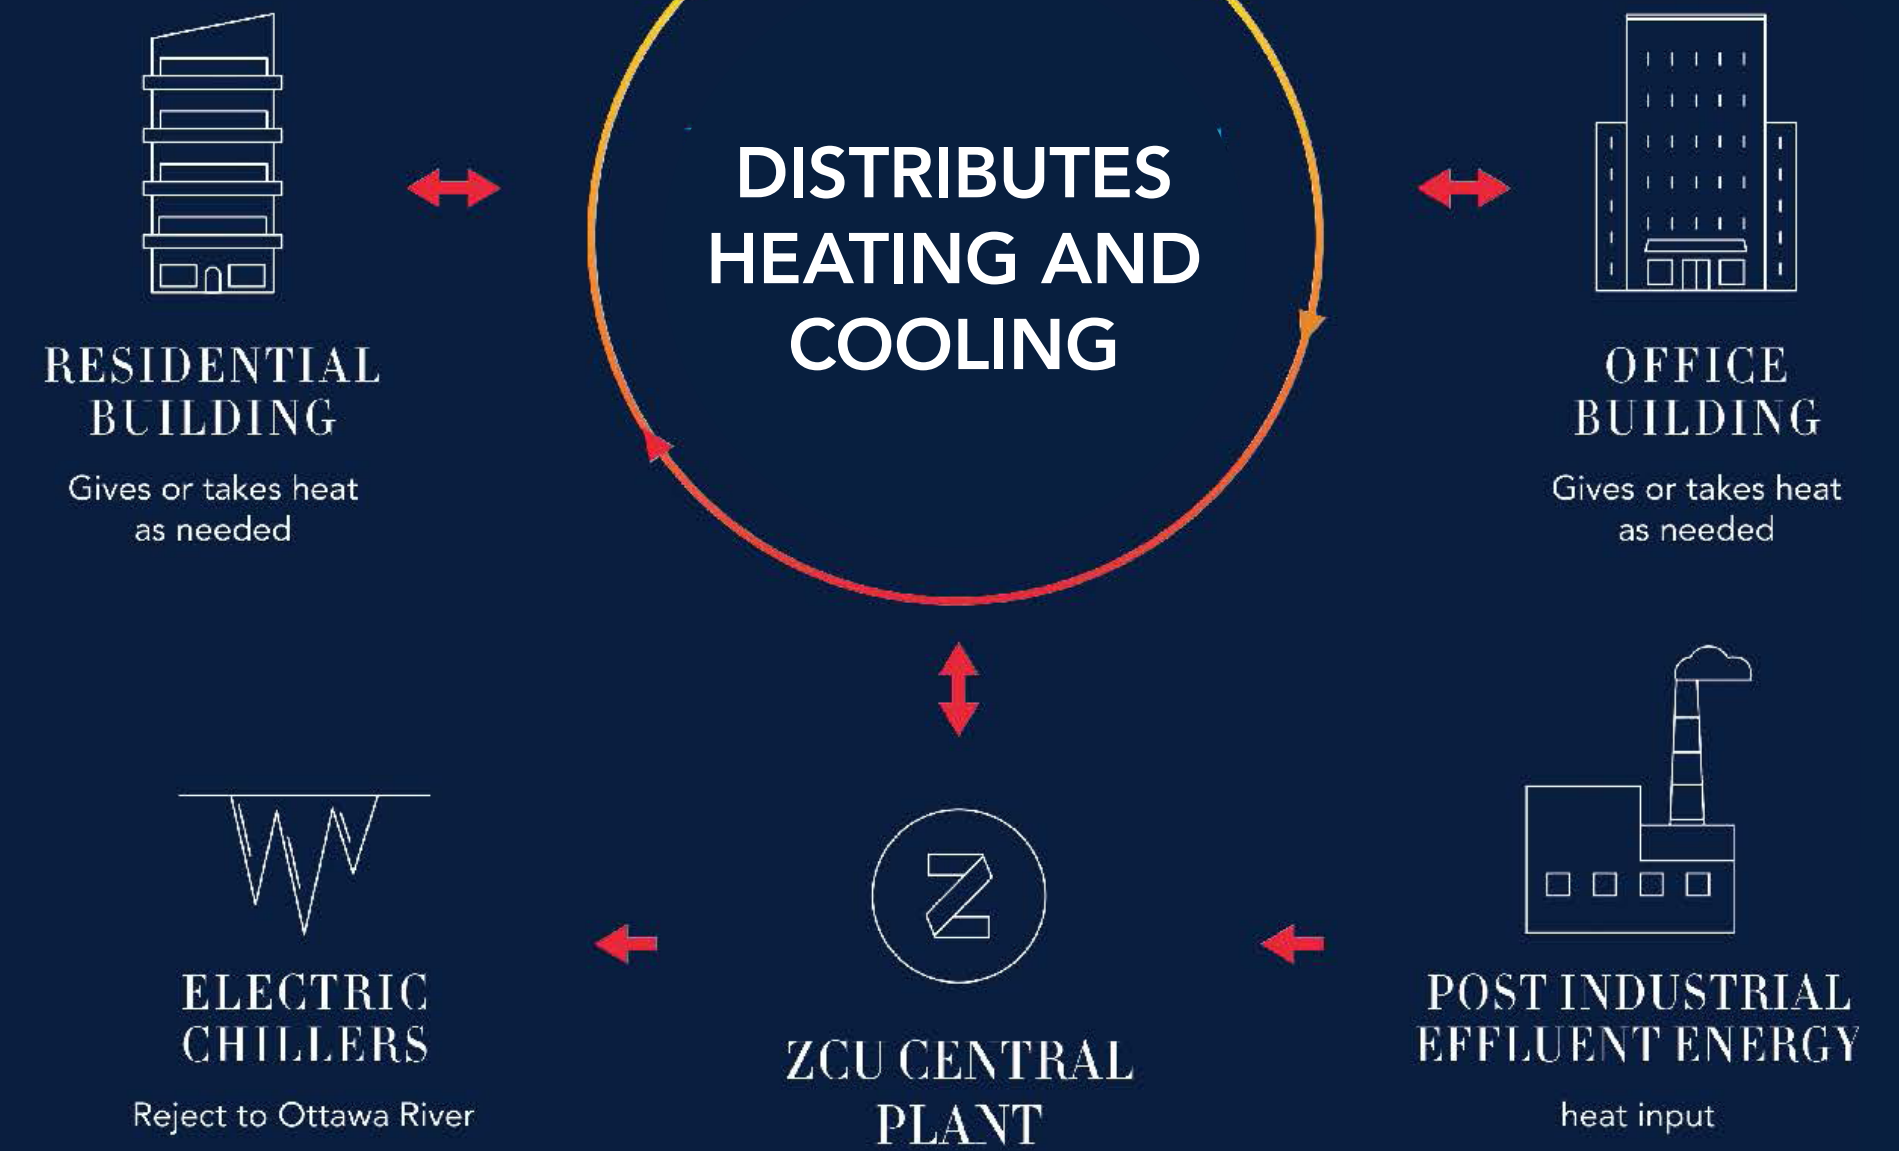 DISTRIBUTES
HEATING AND
COOLING
RESIDENTIAL
BUILDING
Gives or takes heat
as needed
OFFICE
BUILDING
Gives or takes heat
as needed
ELECTRIC
CHILLERS
Reject to Ottawa River
Z
ZCU CENTRAL
PLANT
POST INDUSTRIAL
EFFLUENT ENERGY
heat input